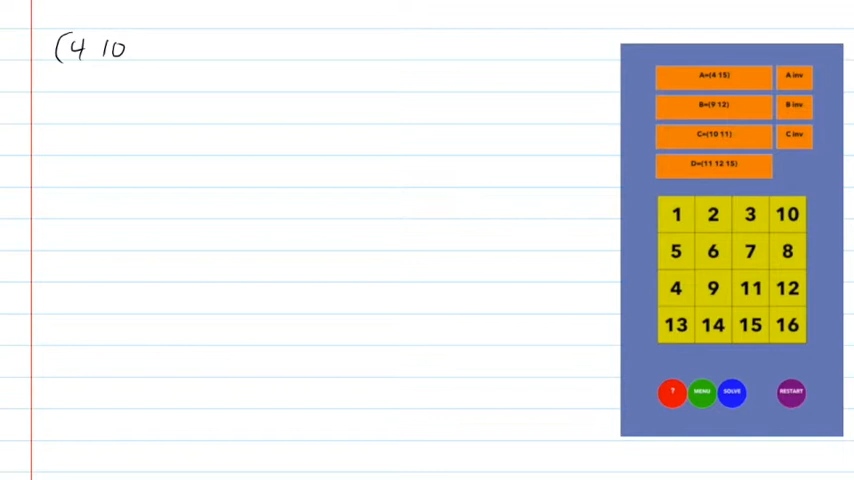 (4 10
A=(4 15) A inv
B=(9 12) B inv
C=(10 11) C inv
D=(11 12 15)
1 2 3 10
5 6 7 8
4 9 11 12
13 14 15 16
? MENU SOLVE RESTART